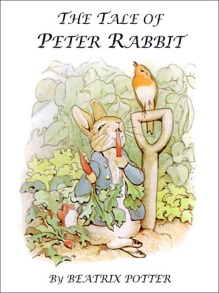 THE TALE OF
PETER RABBIT
BY BEATRIX POTTER